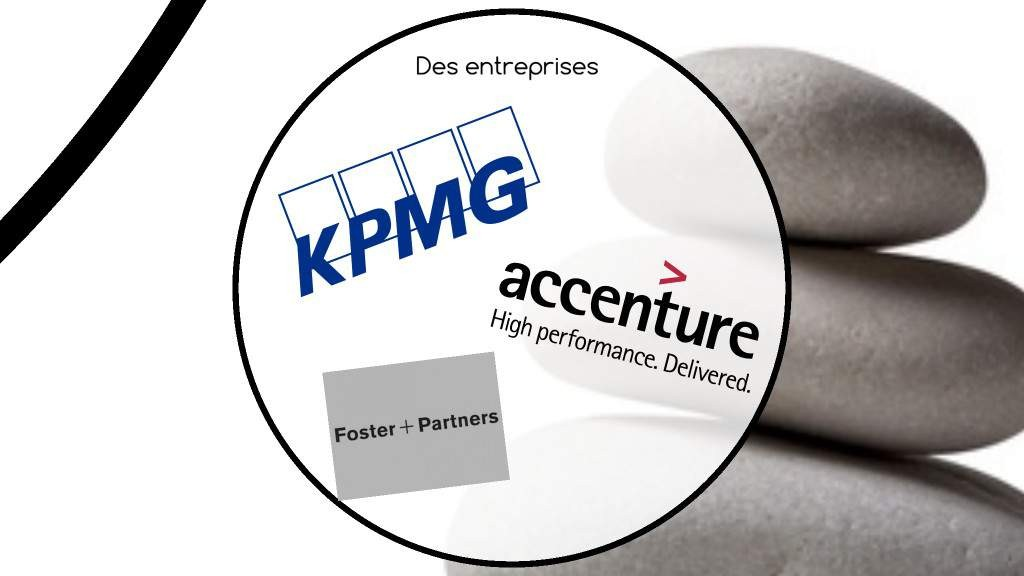 Des entreprises
KPMG
accenture
High performance. Delivered.
Foster + Partners